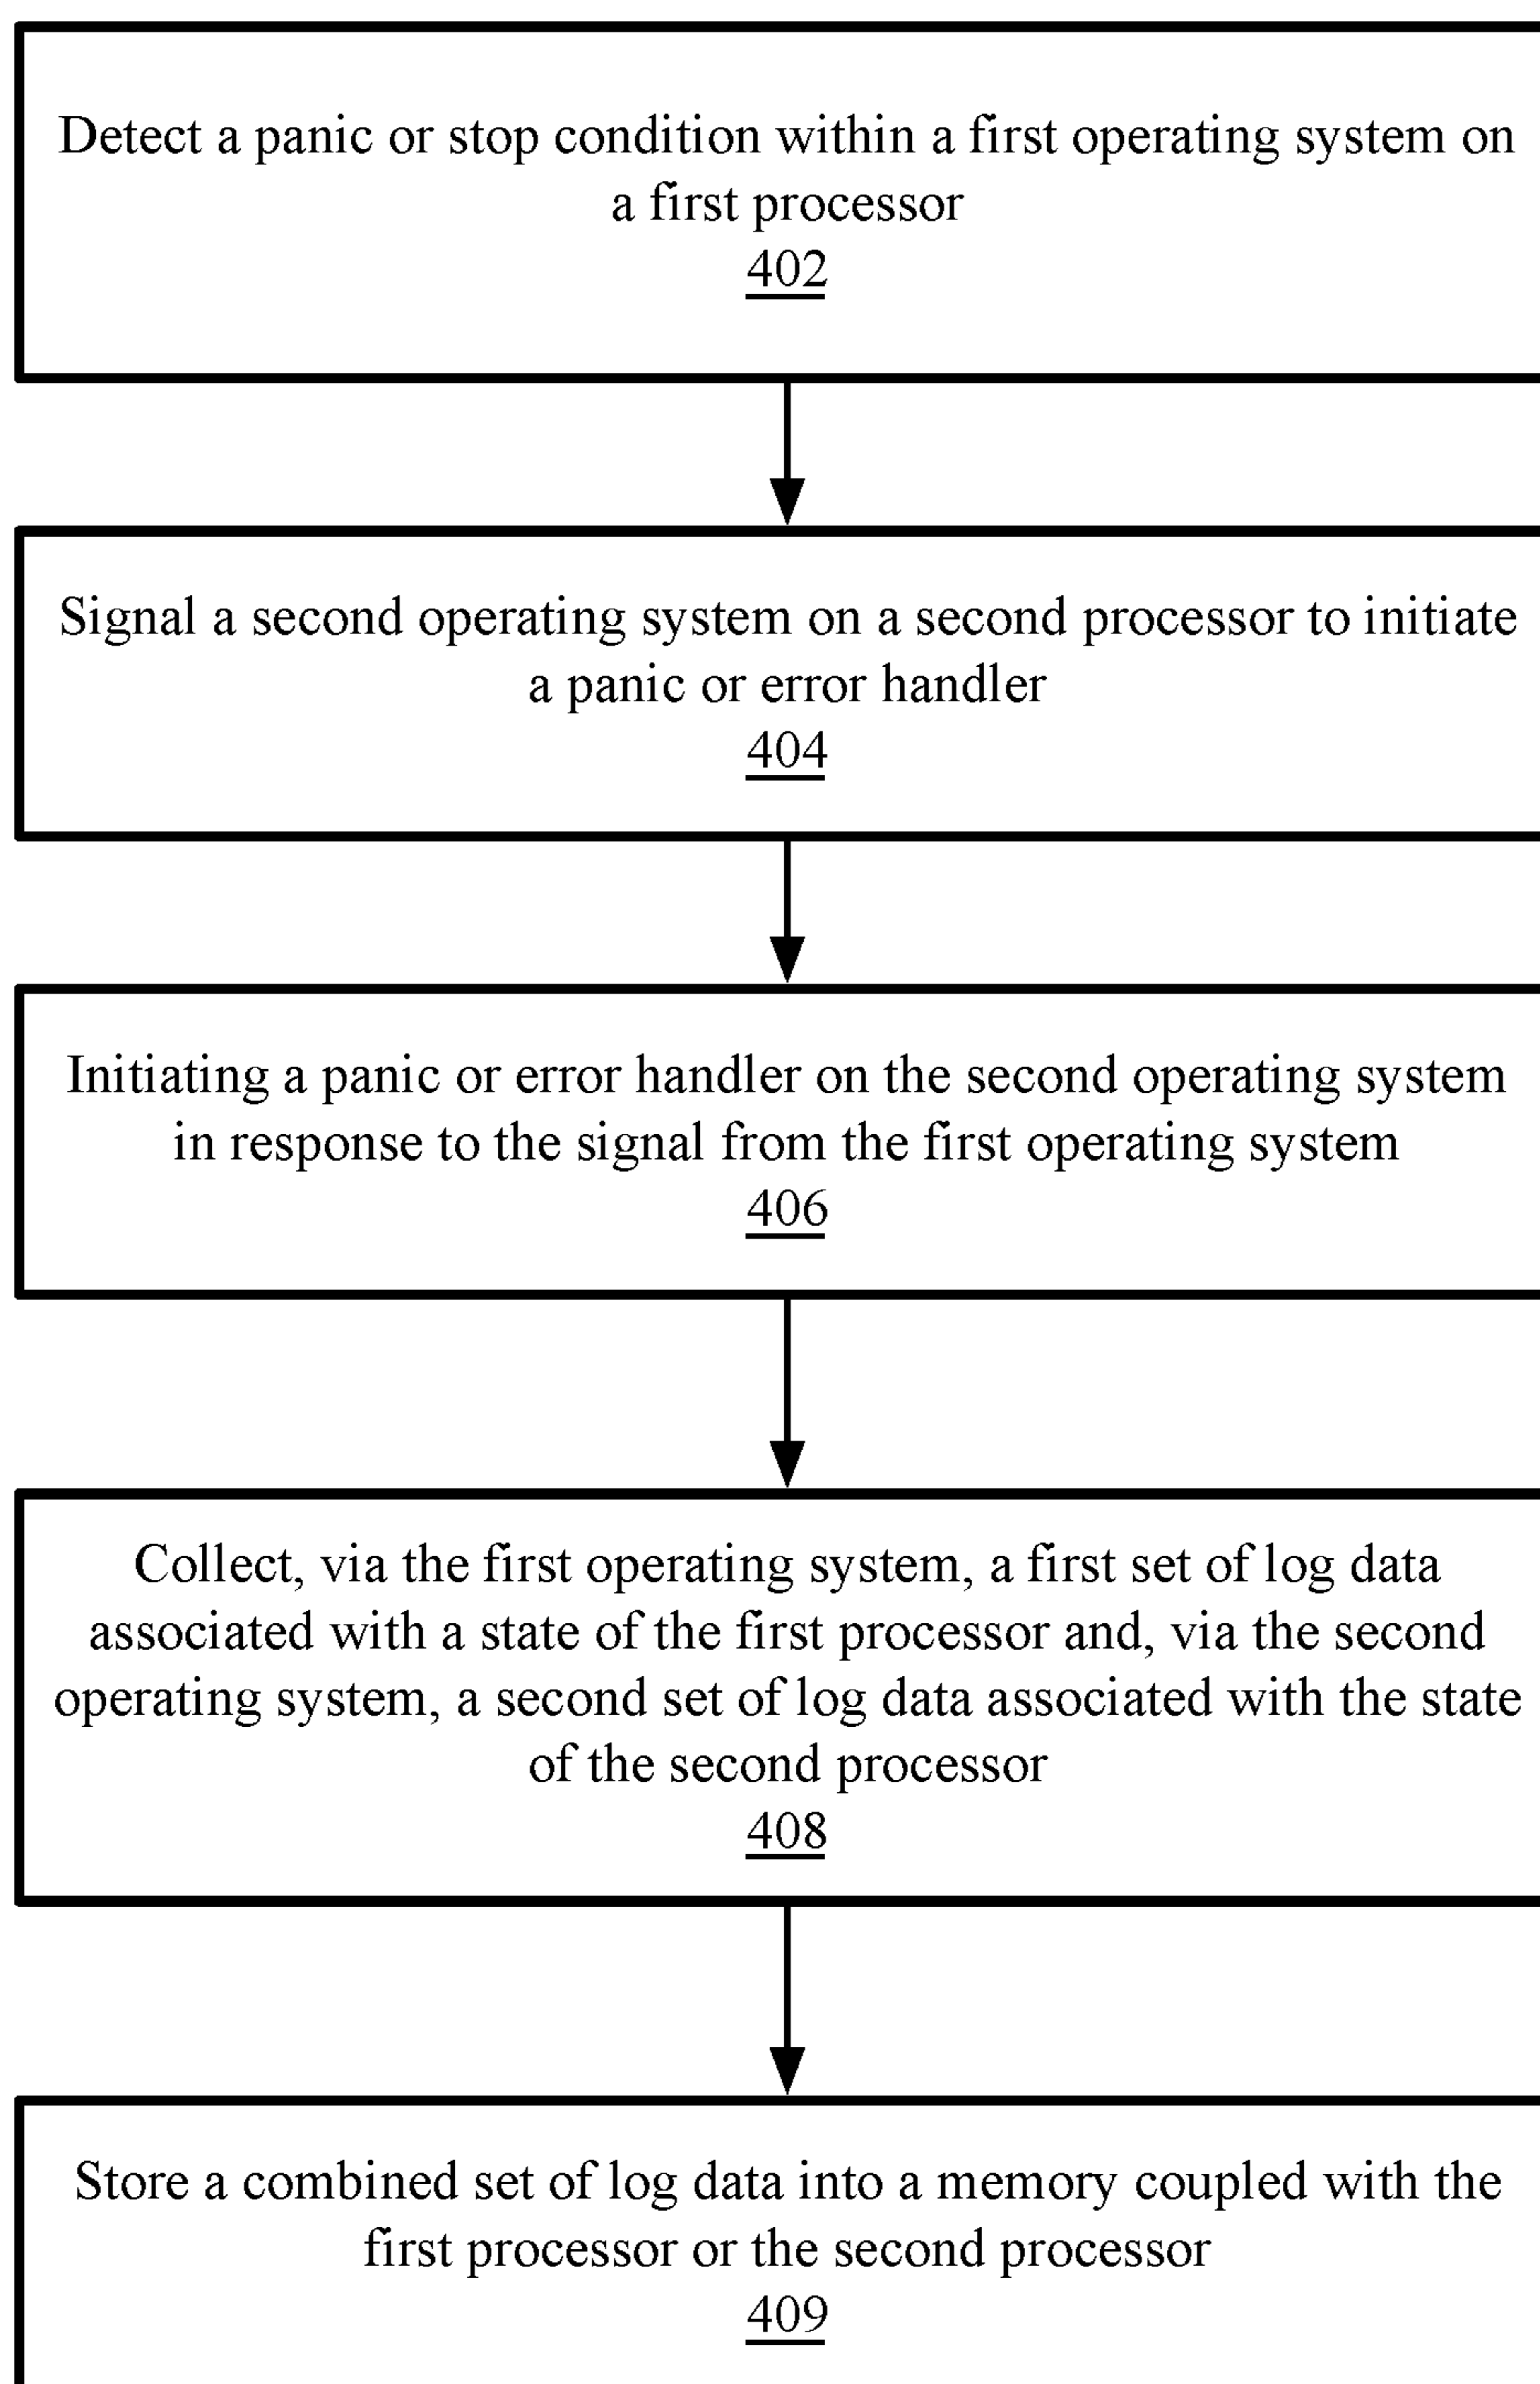 Detect a panic or stop condition within a first operating system on
a first processor
402
Signal a second operating system on a second processor to initiate
a panic or error handler
404
Initiating a panic or error handler on the second operating system
in response to the signal from the first operating system
406
Collect, via the first operating system, a first set of log data
associated with a state of the first processor and, via the second
operating system, a second set of log data associated with the state
of the second processor
408
Store a combined set of log data into a memory coupled with the
first processor or the second processor
409